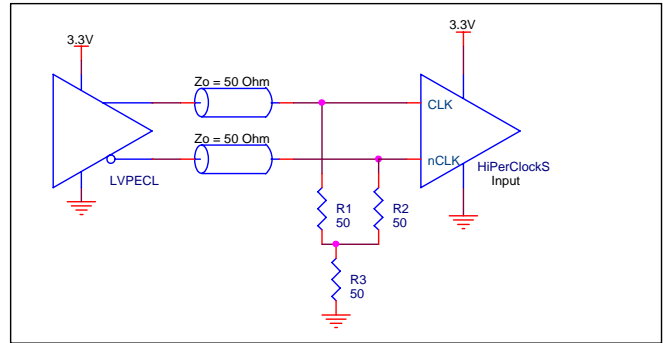 3.3V
3.3V
Zo = 50 Ohm
CLK
Zo = 50 Ohm
nCLK
LVPECL
HiPerClockS
Input
R1
50
R2
50
R3
50